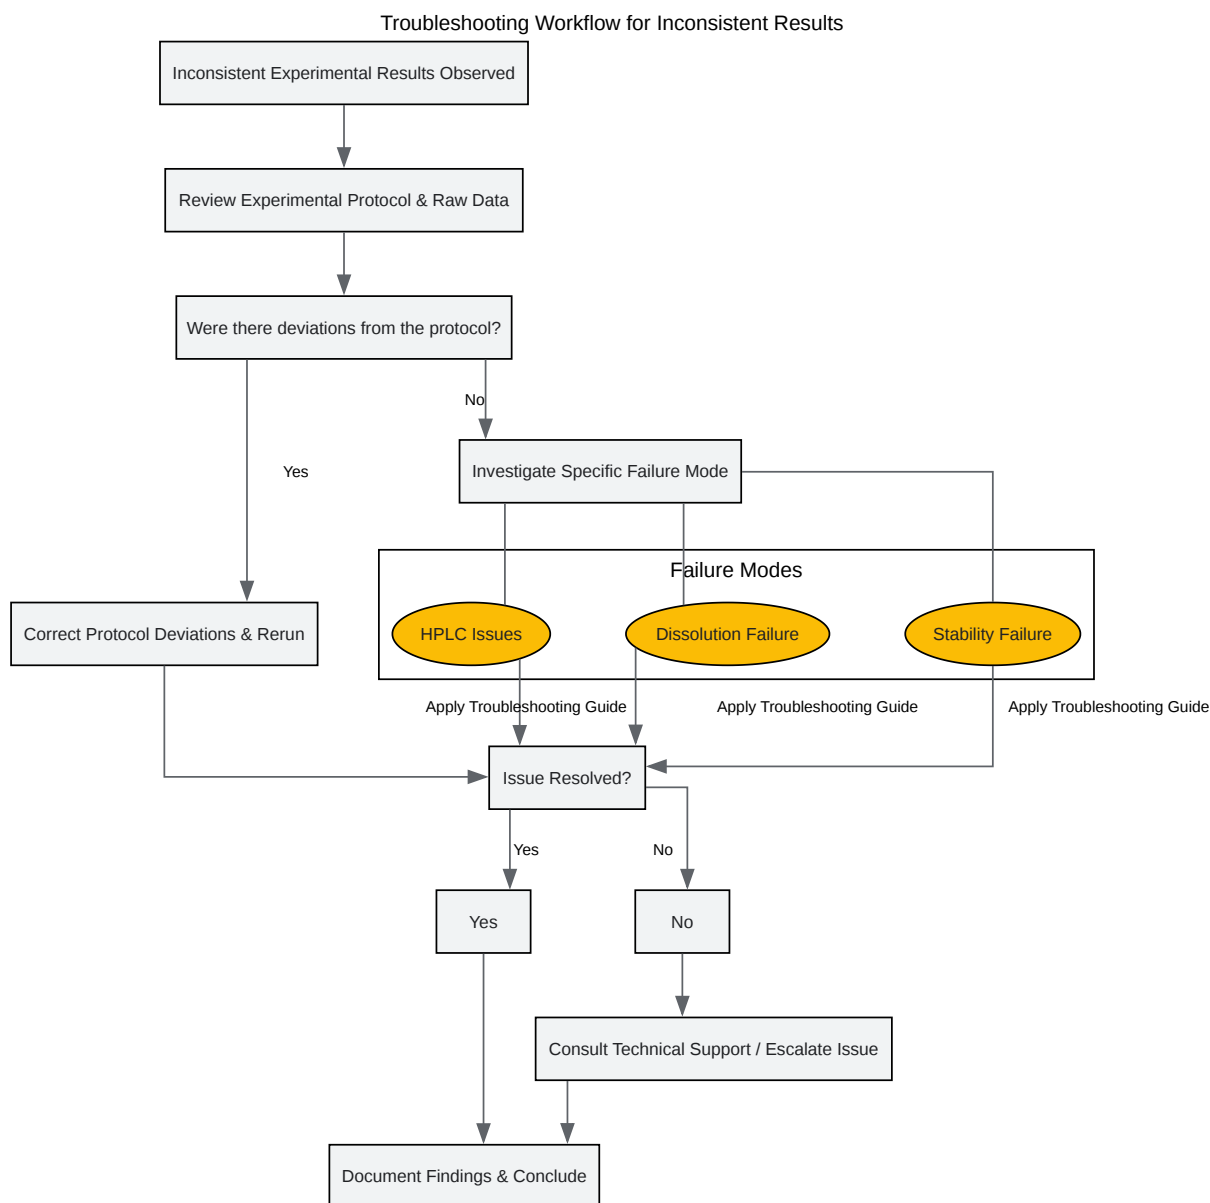 Troubleshooting Workflow for Inconsistent Results
Inconsistent Experimental Results Observed
Review Experimental Protocol & Raw Data
Were there deviations from the protocol?
No
Yes
Investigate Specific Failure Mode
Failure Modes
Correct Protocol Deviations & Rerun
HPLC Issues
Dissolution Failure
Stability Failure
Apply Troubleshooting Guide
Apply Troubleshooting Guide
Apply Troubleshooting Guide
Issue Resolved?
Yes
No
Yes
No
Consult Technical Support / Escalate Issue
Document Findings & Conclude